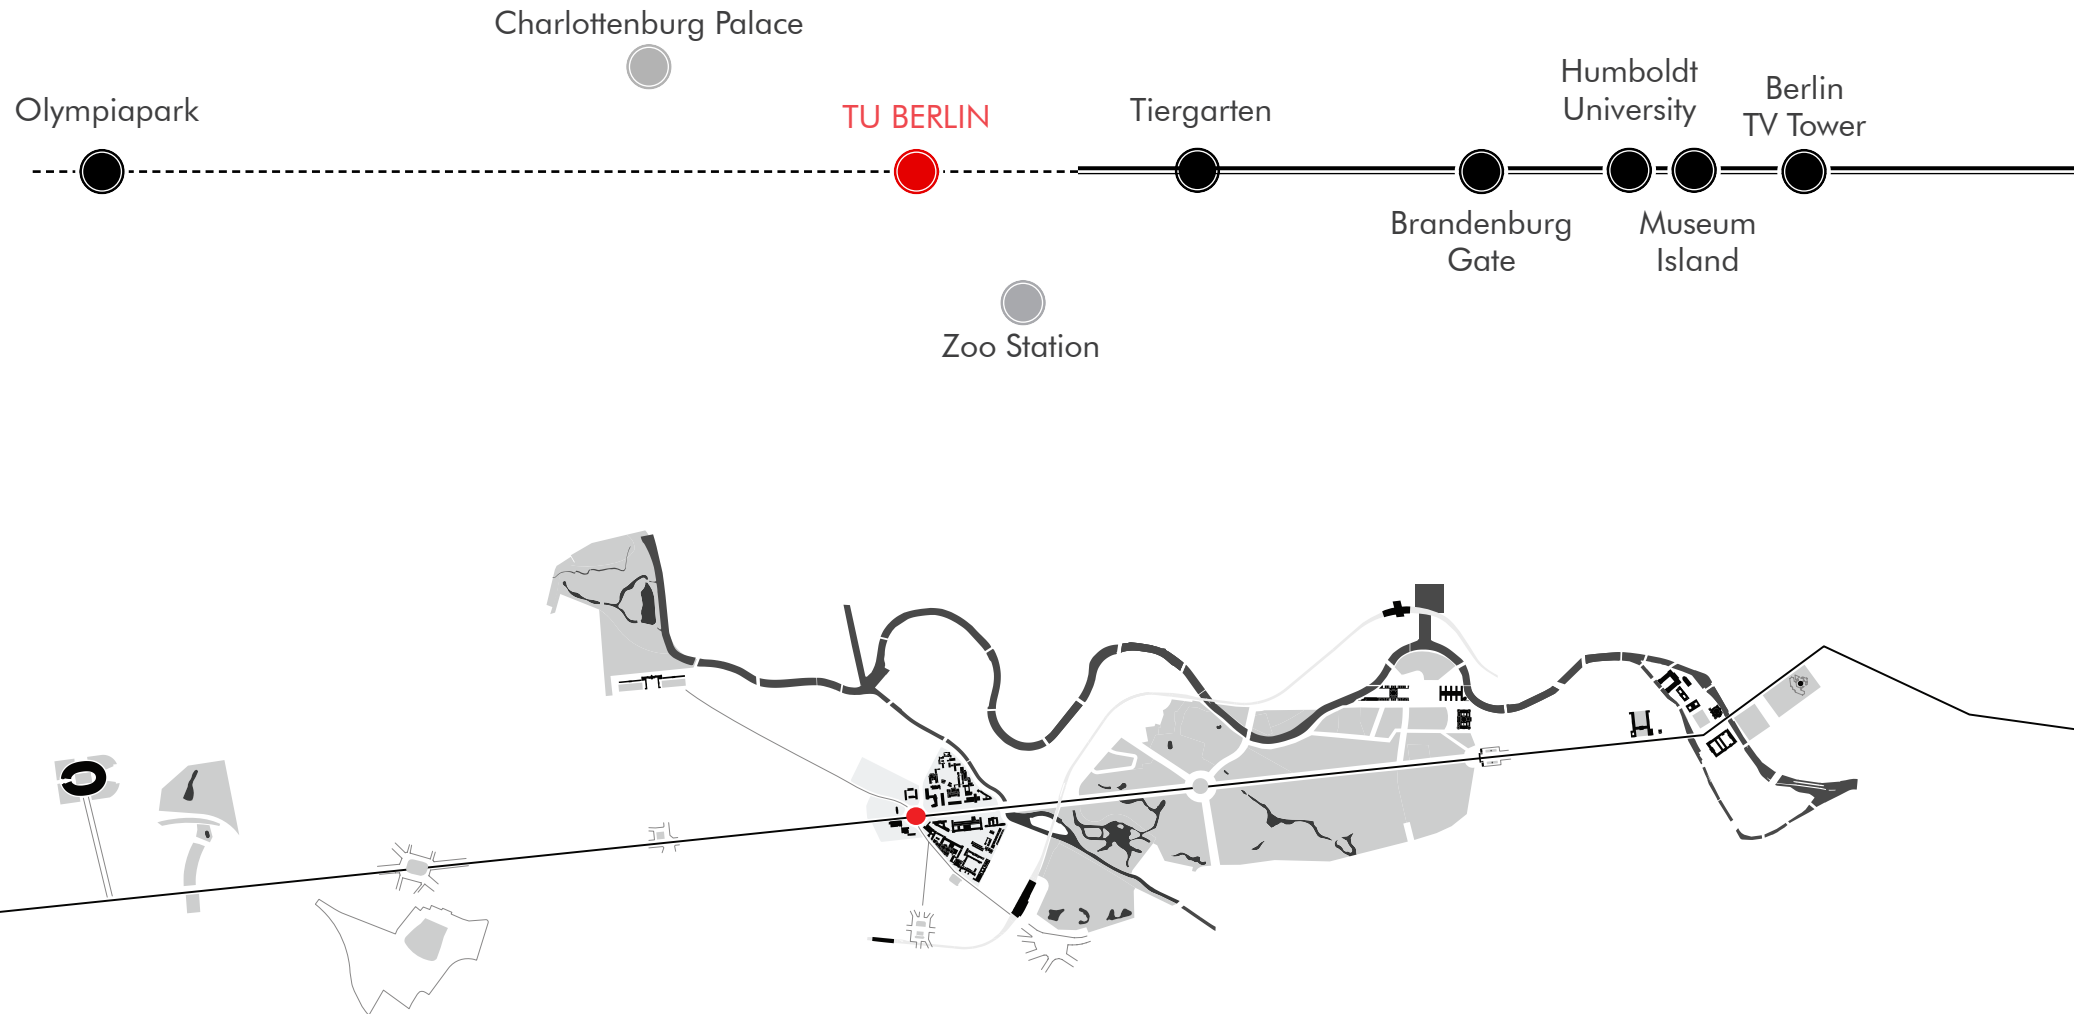 Charlottenburg Palace
Olympiapark
TU BERLIN
Tiergarten
Humboldt
University
Berlin
TV Tower
Brandenburg
Gate
Museum
Island
Zoo Station